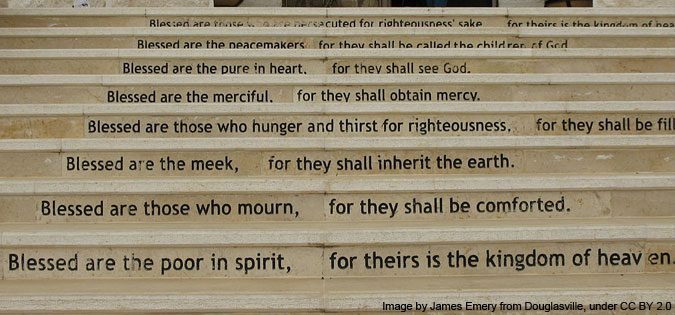 Blessed are those who are persacuted for righteousness' sake for theirs is the kingdom of hea
Blessed are the peacemakers for they shall be called the children of God
Blessed are the pure in heart, for they shall see God.
Blessed are the merciful, for they shall obtain mercy.
Blessed are those who hunger and thirst for righteousness, for they shall be fill
Blessed are the meek, for they shall inherit the earth.
Blessed are those who mourn, for they shall be comforted.
Blessed are the poor in spirit, for theirs is the kingdom of heaven.
Image by James Emery from Douglasville, under CC BY 2.0